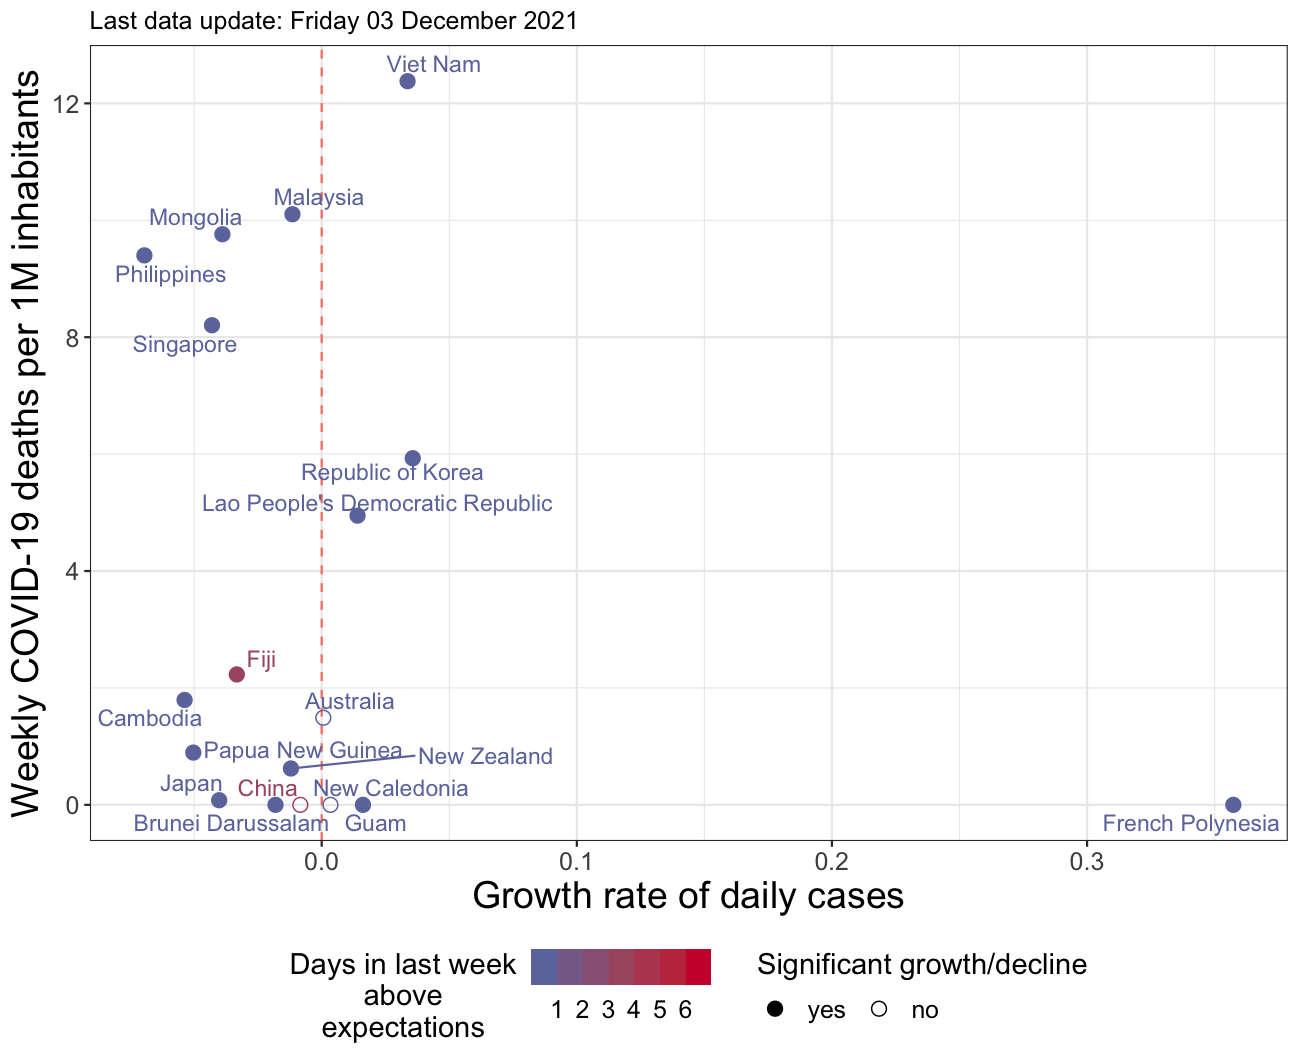 Last data update: Friday 03 December 2021
Weekly COVID-19 deaths per 1M inhabitants
12
8
4
0
Viet Nam
Malaysia
Mongolia
Philippines
Singapore
Republic of Korea
Lao People's Democratic Republic
Fiji
Australia
Cambodia
Papua New Guinea
New Zealand
Japan
China
New Caledonia
Brunei Darussalam
Guam
French Polynesia
0.0
0.1
0.2
0.3
Growth rate of daily cases
Days in last week
above
expectations
1 2 3 4 5 6
Significant growth/decline
yes
no